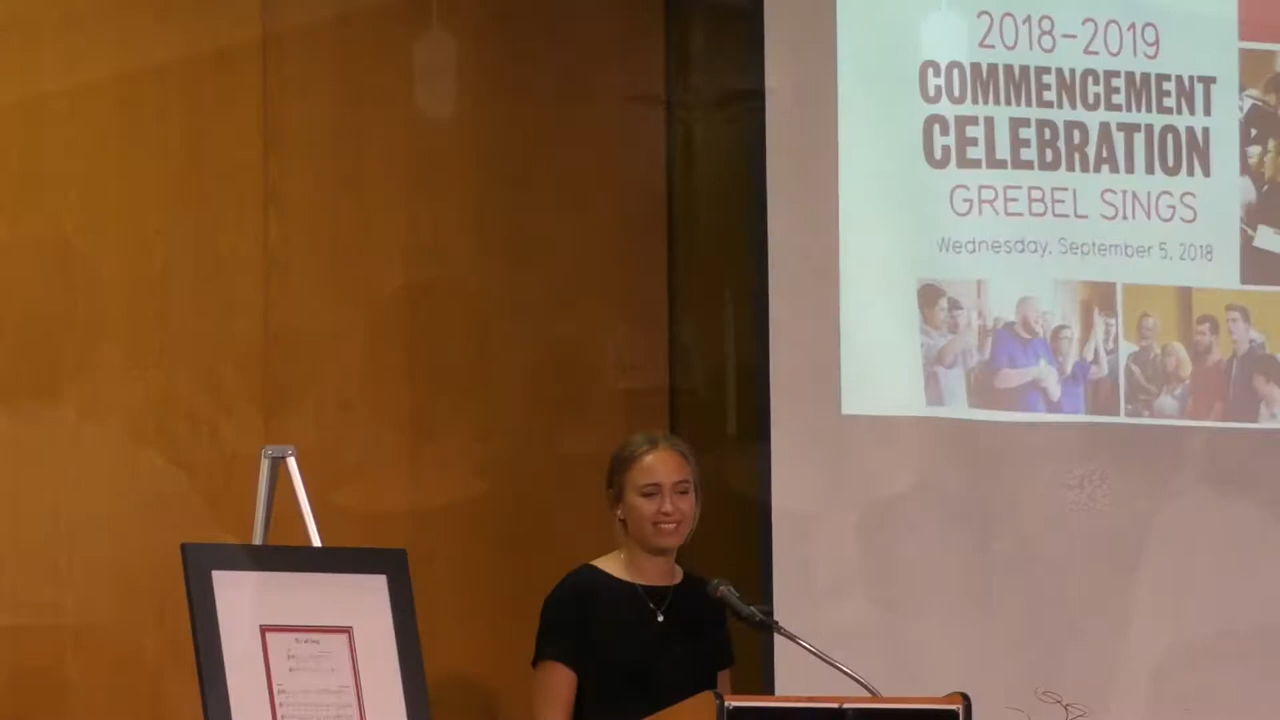 2018-2019
COMMENCEMENT
CELEBRATION
GREBEL SINGS
Wednesday, September 5, 2018